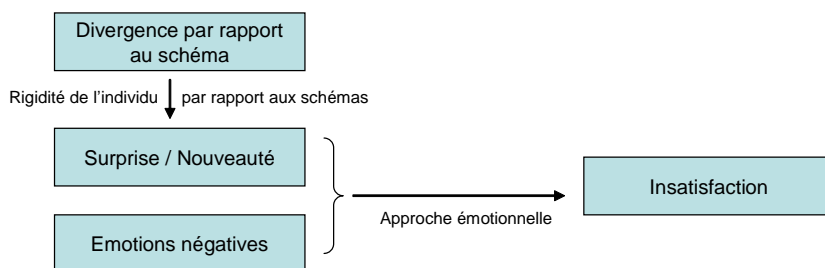 Divergence par rapport
au schéma
Rigidité de l'individu par rapport aux schémas
Surprise / Nouveauté
Insatisfaction
Approche émotionnelle
Emotions négatives